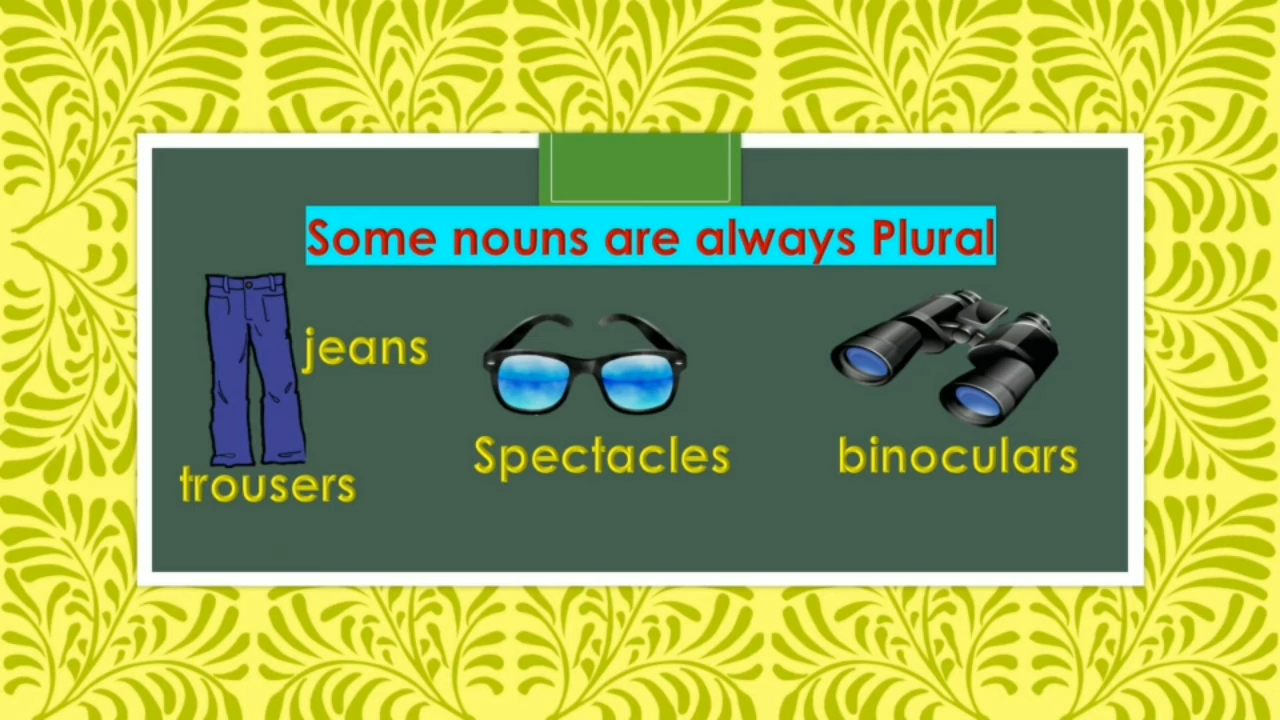 Some nouns are always Plural
jeans
trousers
Spectacles
binoculars